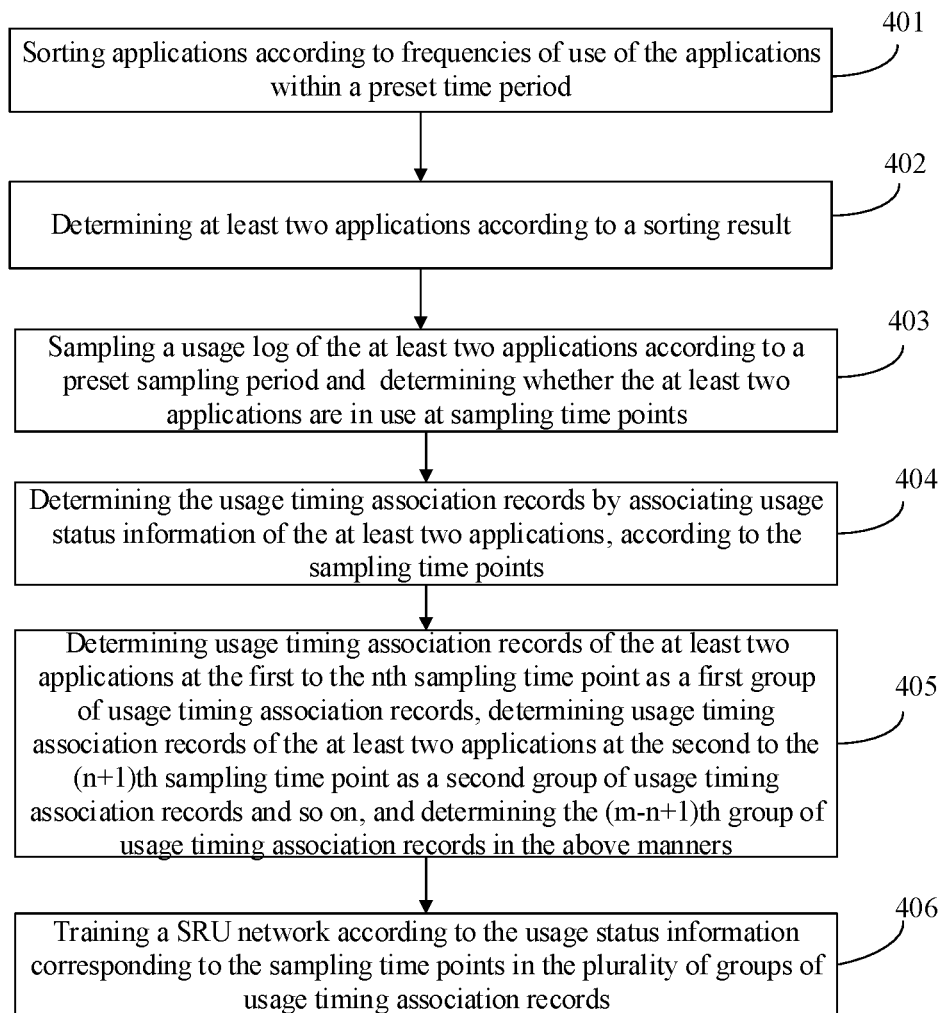 401
Sorting applications according to frequencies of use of the applications
within a preset time period
402
Determining at least two applications according to a sorting result
403
Sampling a usage log of the at least two applications according to a
preset sampling period and determining whether the at least two
applications are in use at sampling time points
404
Determining the usage timing association records by associating usage
status information of the at least two applications, according to the
sampling time points
405
Determining usage timing association records of the at least two
applications at the first to the nth sampling time point as a first group
of usage timing association records, determining usage timing
association records of the at least two applications at the second to the
(n+1)th sampling time point as a second group of usage timing
association records and so on, and determining the (m-n+1)th group of
usage timing association records in the above manners
406
Training a SRU network according to the usage status information
corresponding to the sampling time points in the plurality of groups of
usage timing association records